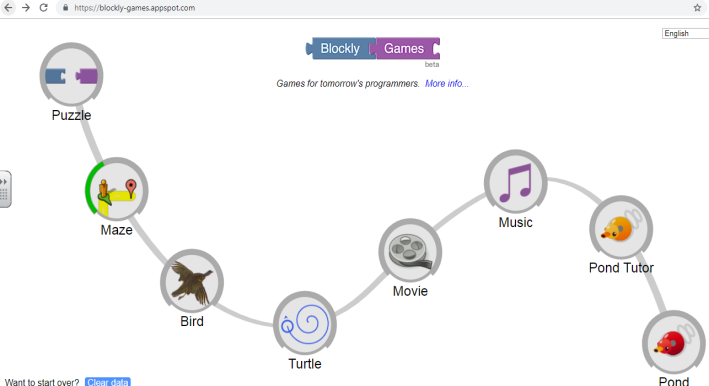 https://blockly-games.appspot.com
English
Blockly Games
beta
Games for tomorrow's programmers. More info...
Puzzle
Maze
Bird
Turtle
Movie
Music
Pond Tutor
Pond
Want to start over? Clear data